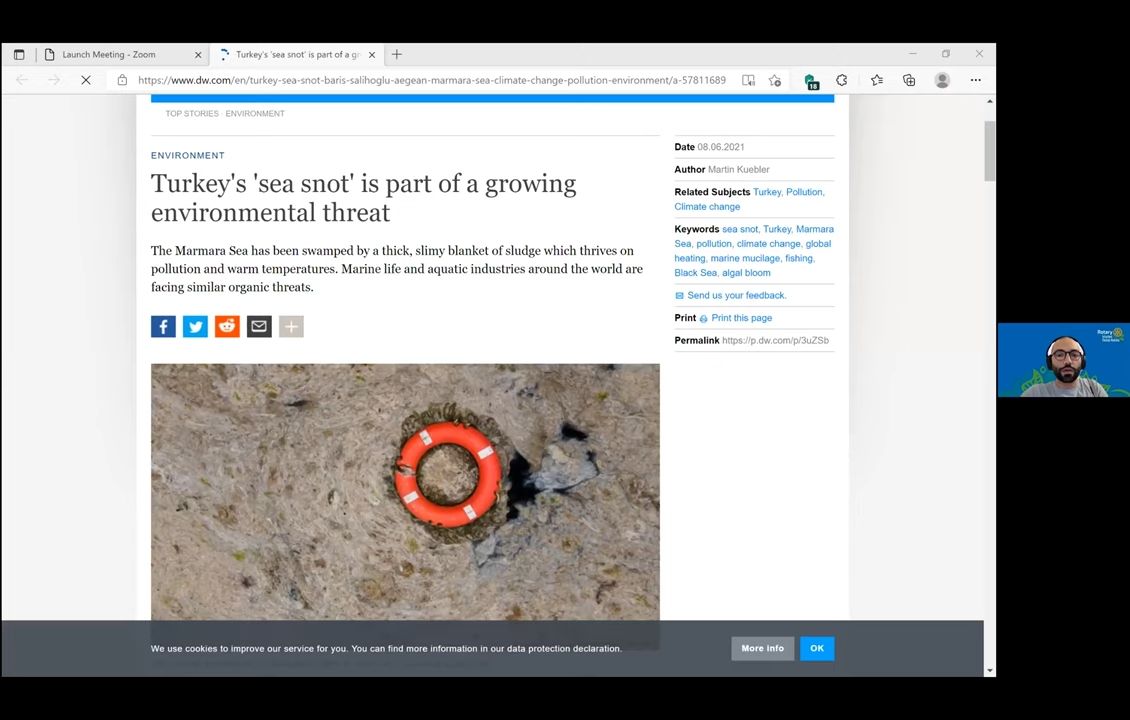 Launch Meeting - Zoom
Turkey's 'sea snot' is part of a gr
https://www.dw.com/en/turkey-sea-snot-baris-salihoglu-aegean-marmara-sea-climate-change-pollution-environment/a-57811689
18
TOP STORIES
ENVIRONMENT
ENVIRONMENT
Turkey's 'sea snot' is part of a growing
environmental threat
The Marmara Sea has been swamped by a thick, slimy blanket of sludge which thrives on
pollution and warm temperatures. Marine life and aquatic industries around the world are
facing similar organic threats.
Date 08.06.2021
Author Martin Kuebler
Related Subjects Turkey, Pollution,
Climate change
Keywords sea snot, Turkey, Marmara
Sea, pollution, climate change, global
heating, marine mucilage, fishing,
Black Sea, algal bloom
Send us your feedback.
Print Print this page
Permalink https://p.dw.com/p/3uZSb
Rotary
We use cookies to improve our service for you. You can find more information in our data protection declaration.
More info
OK